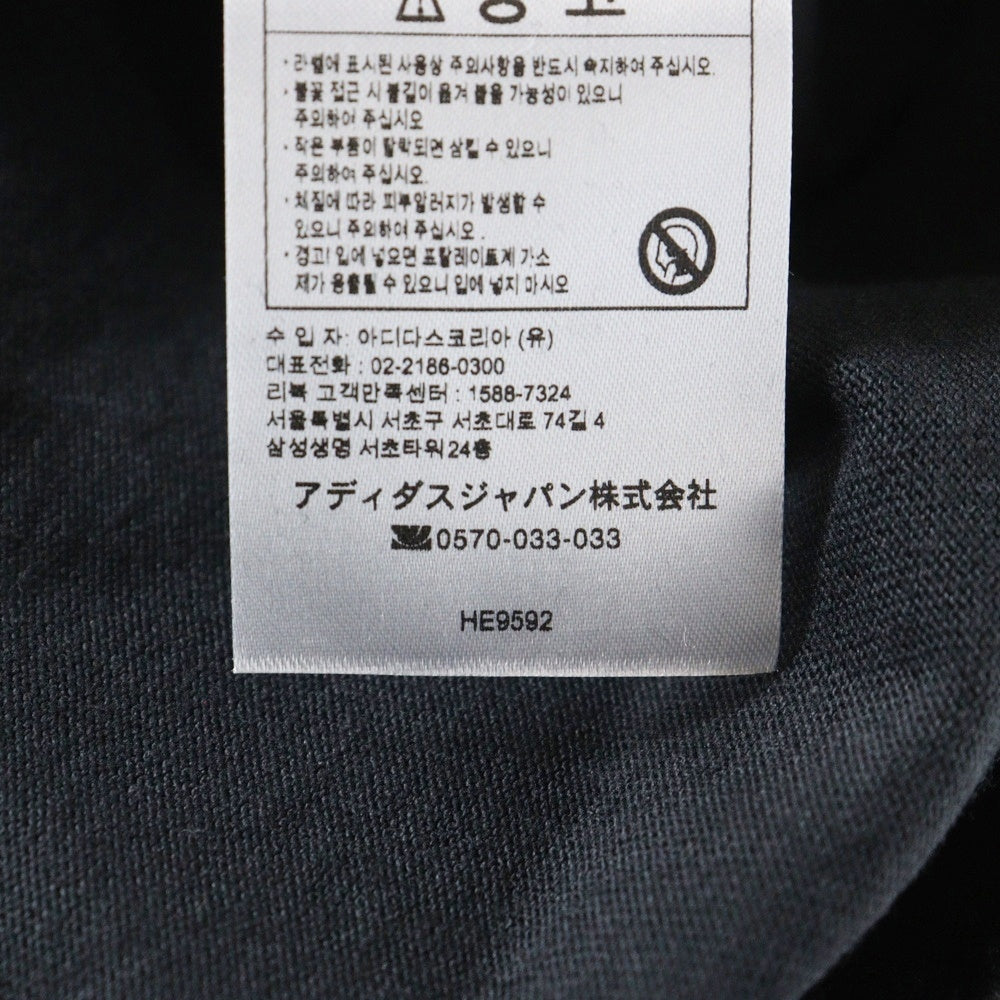 경고
· 라벨에 표시된 사용상 주의사항을 반드시 숙지하여 주십시오.
· 불꽃 접근 시 불길이 옮겨 붙을 가능성이 있으니
주의하여 주십시오
· 작은 부품이 탈락되면 삼킬 수 있으니
주의하여 주십시오.
· 체질에 따라 피부알러지가 발생할 수
있으니 주의하여 주십시오 .
· 경고! 입에 넣으면 프탈레이트계 가소
제가 용출될 수 있으니 입에 넣지 마시오
수 입 자: 아디다스코리아 (유)
대표전화 : 02-2186-0300
리복 고객만족센터 : 1588-7324
서울특별시 서초구 서초대로 74길 4
삼성생명 서초타워 24층
アディダスジャパン株式会社
0570-033-033
HE9592